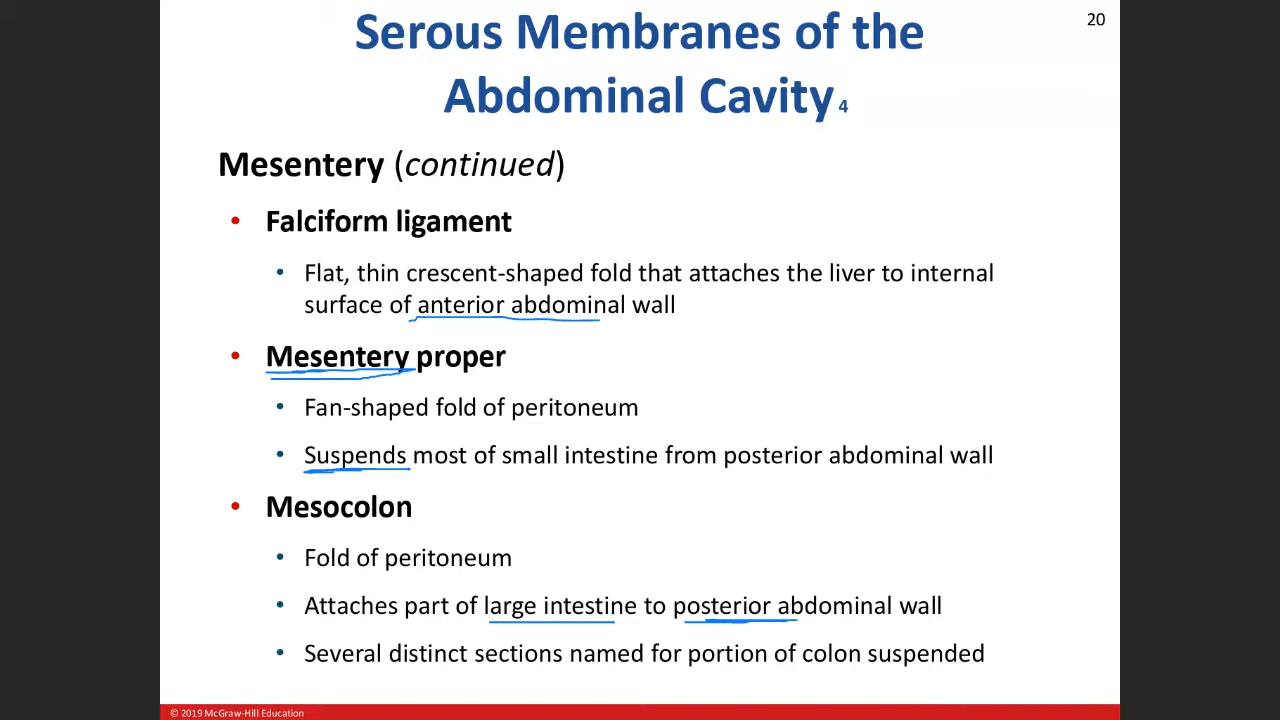 20
Serous Membranes of the
Abdominal Cavity 4
Mesentery (continued)
• Falciform ligament
• Flat, thin crescent-shaped fold that attaches the liver to internal
surface of anterior abdominal wall
• Mesentery proper
• Fan-shaped fold of peritoneum
• Suspends most of small intestine from posterior abdominal wall
• Mesocolon
• Fold of peritoneum
• Attaches part of large intestine to posterior abdominal wall
• Several distinct sections named for portion of colon suspended
© 2019 McGraw-Hill Education